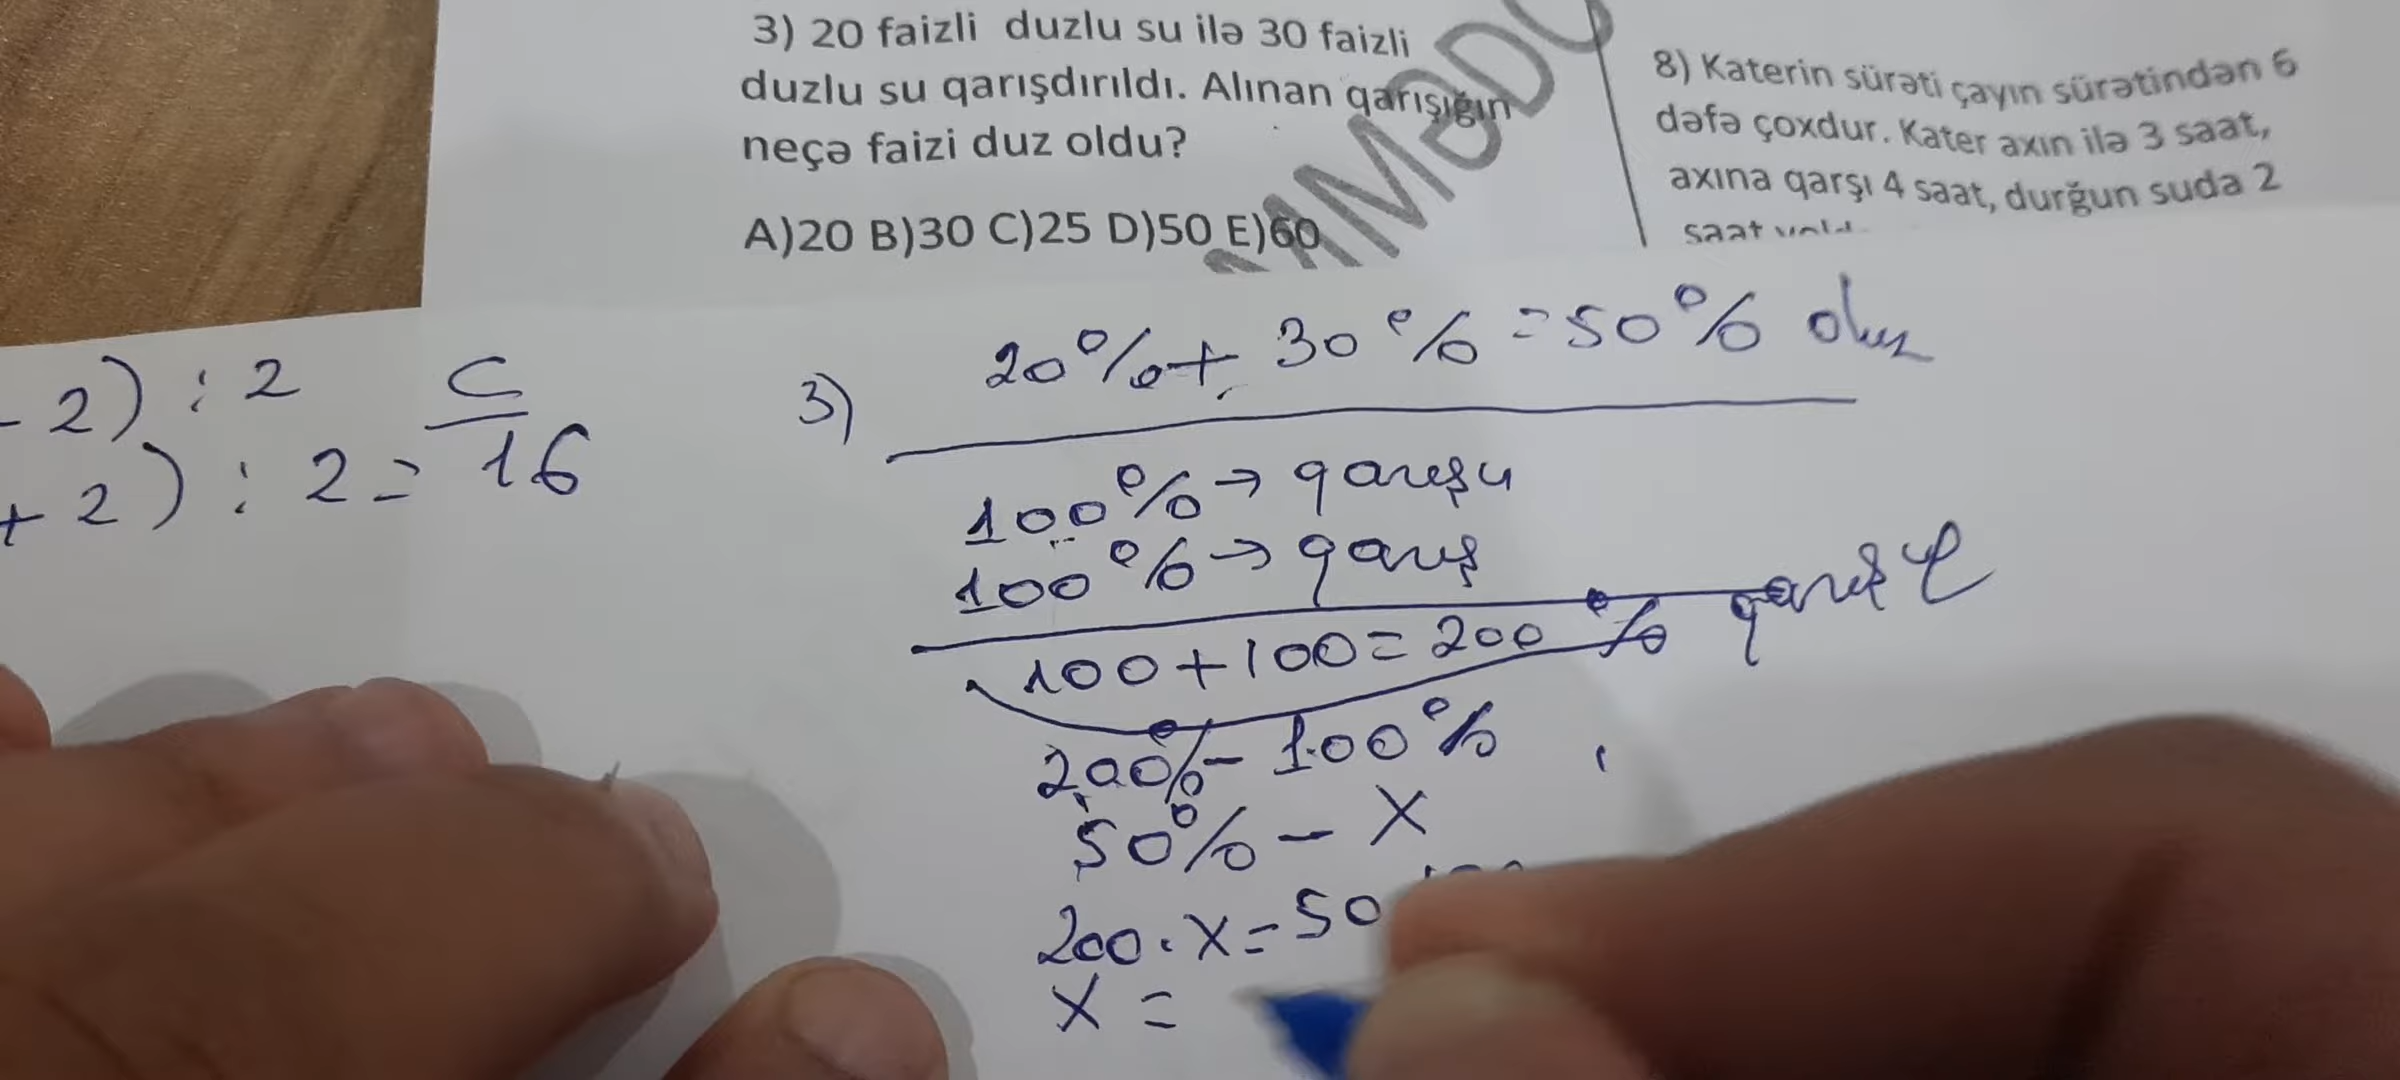 3) 20 faizli duzlu su ilə 30 faizli
duzlu su qarışdırıldı. Alınan qarışığın
neçə faizi duz oldu?
A)20 B)30 C)25 D)50 E)60
8) Katerin sürəti çayın sürətindən 6
dəfə çoxdur. Kater axın ilə 3 saat,
axına qarşı 4 saat, durğun suda 2
saat
- 2) : 2 C
+ 2) : 2 = 16
3) 20% + 30% = 50% olur
100% → qarışı
100% → qarış
100 + 100 = 200 %
200% - 100%
50% - X
200 · X = 50
X =